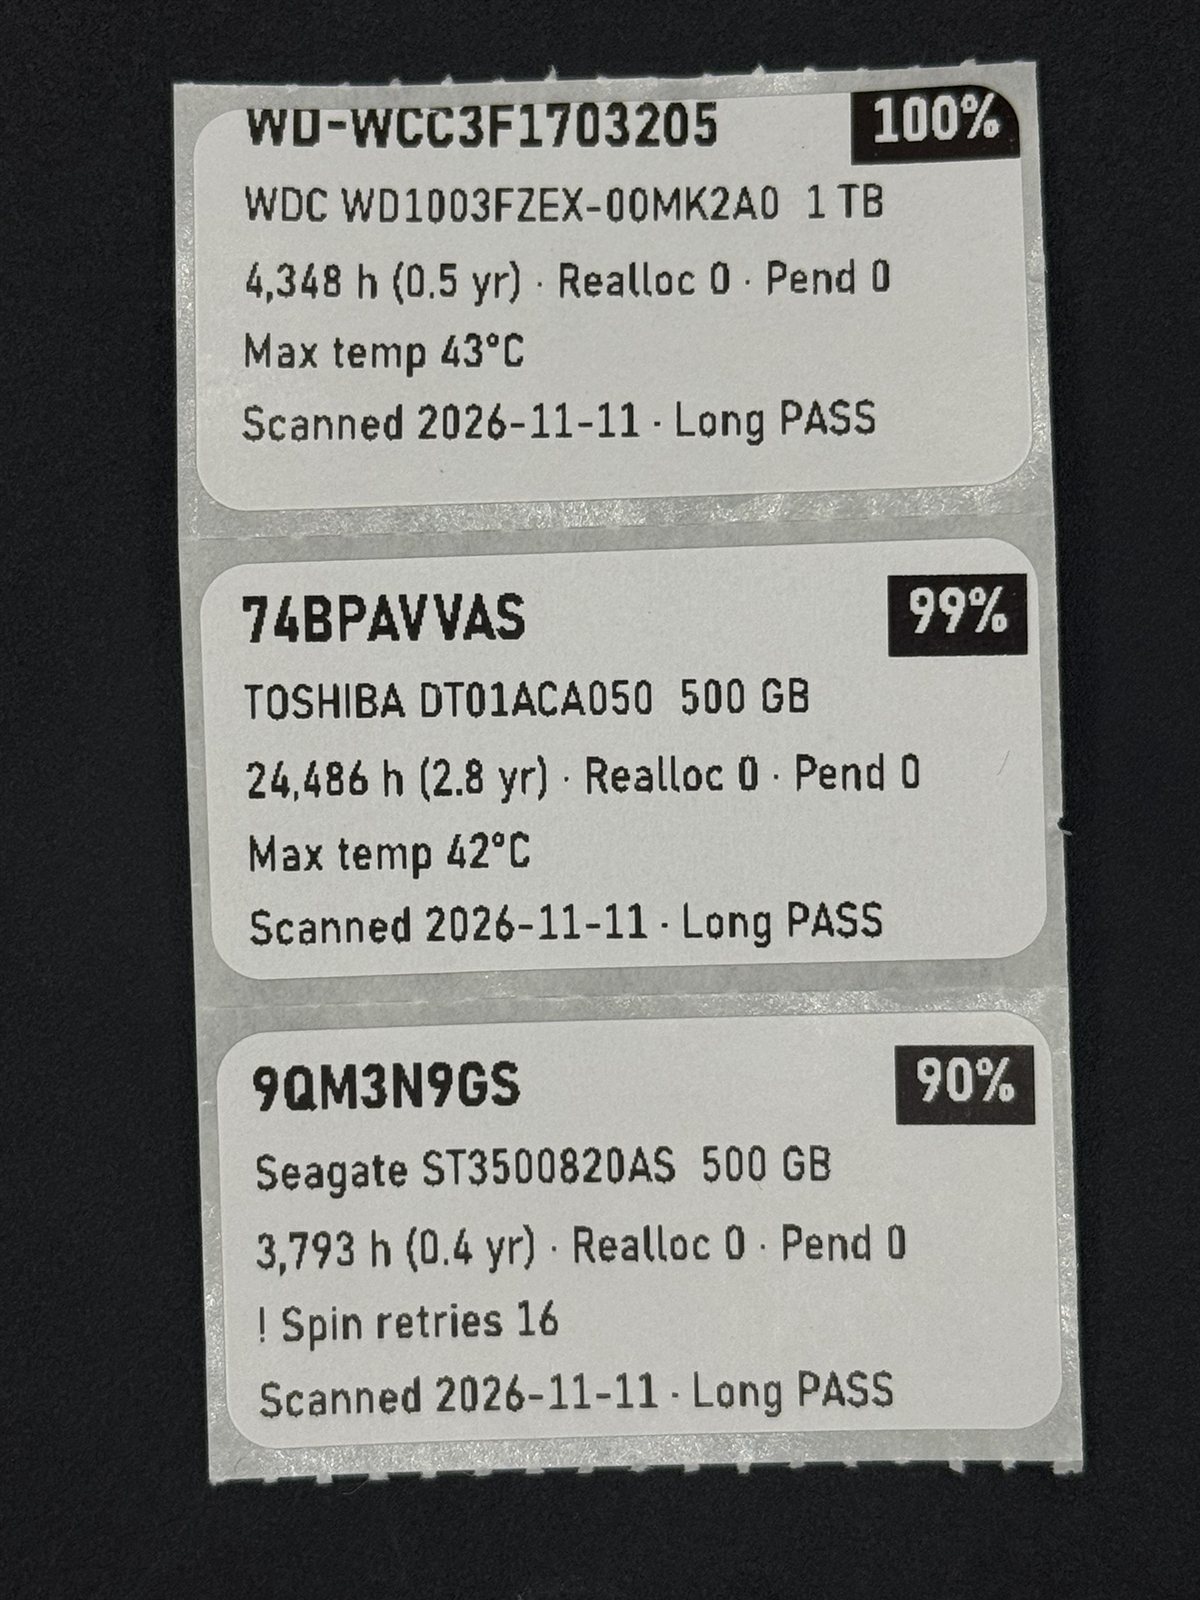 WD-WCC3F1703205 100%
WDC WD1003FZEX-00MK2A0 1 TB
4,348 h (0.5 yr) · Realloc 0 · Pend 0
Max temp 43°C
Scanned 2026-11-11 · Long PASS
74BPAVVAS 99%
TOSHIBA DT01ACA050 500 GB
24,486 h (2.8 yr) · Realloc 0 · Pend 0
Max temp 42°C
Scanned 2026-11-11 · Long PASS
9QM3N9GS 90%
Seagate ST3500820AS 500 GB
3,793 h (0.4 yr) · Realloc 0 · Pend 0
! Spin retries 16
Scanned 2026-11-11 · Long PASS